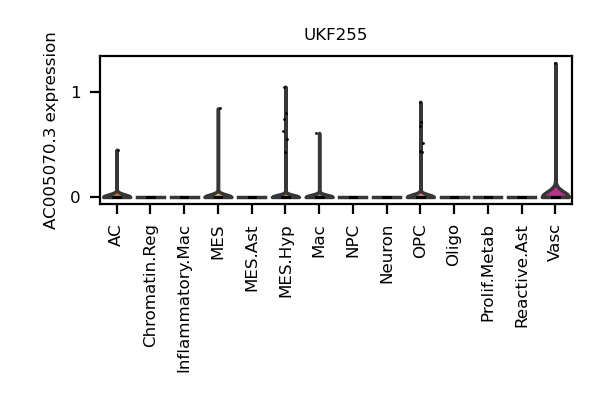 UKF255
AC005070.3 expression
1
0
AC
Chromatin.Reg
Inflammatory.Mac
MES
MES.Ast
MES.Hyp
Mac
NPC
Neuron
OPC
Oligo
Prolif.Metab
Reactive.Ast
Vasc